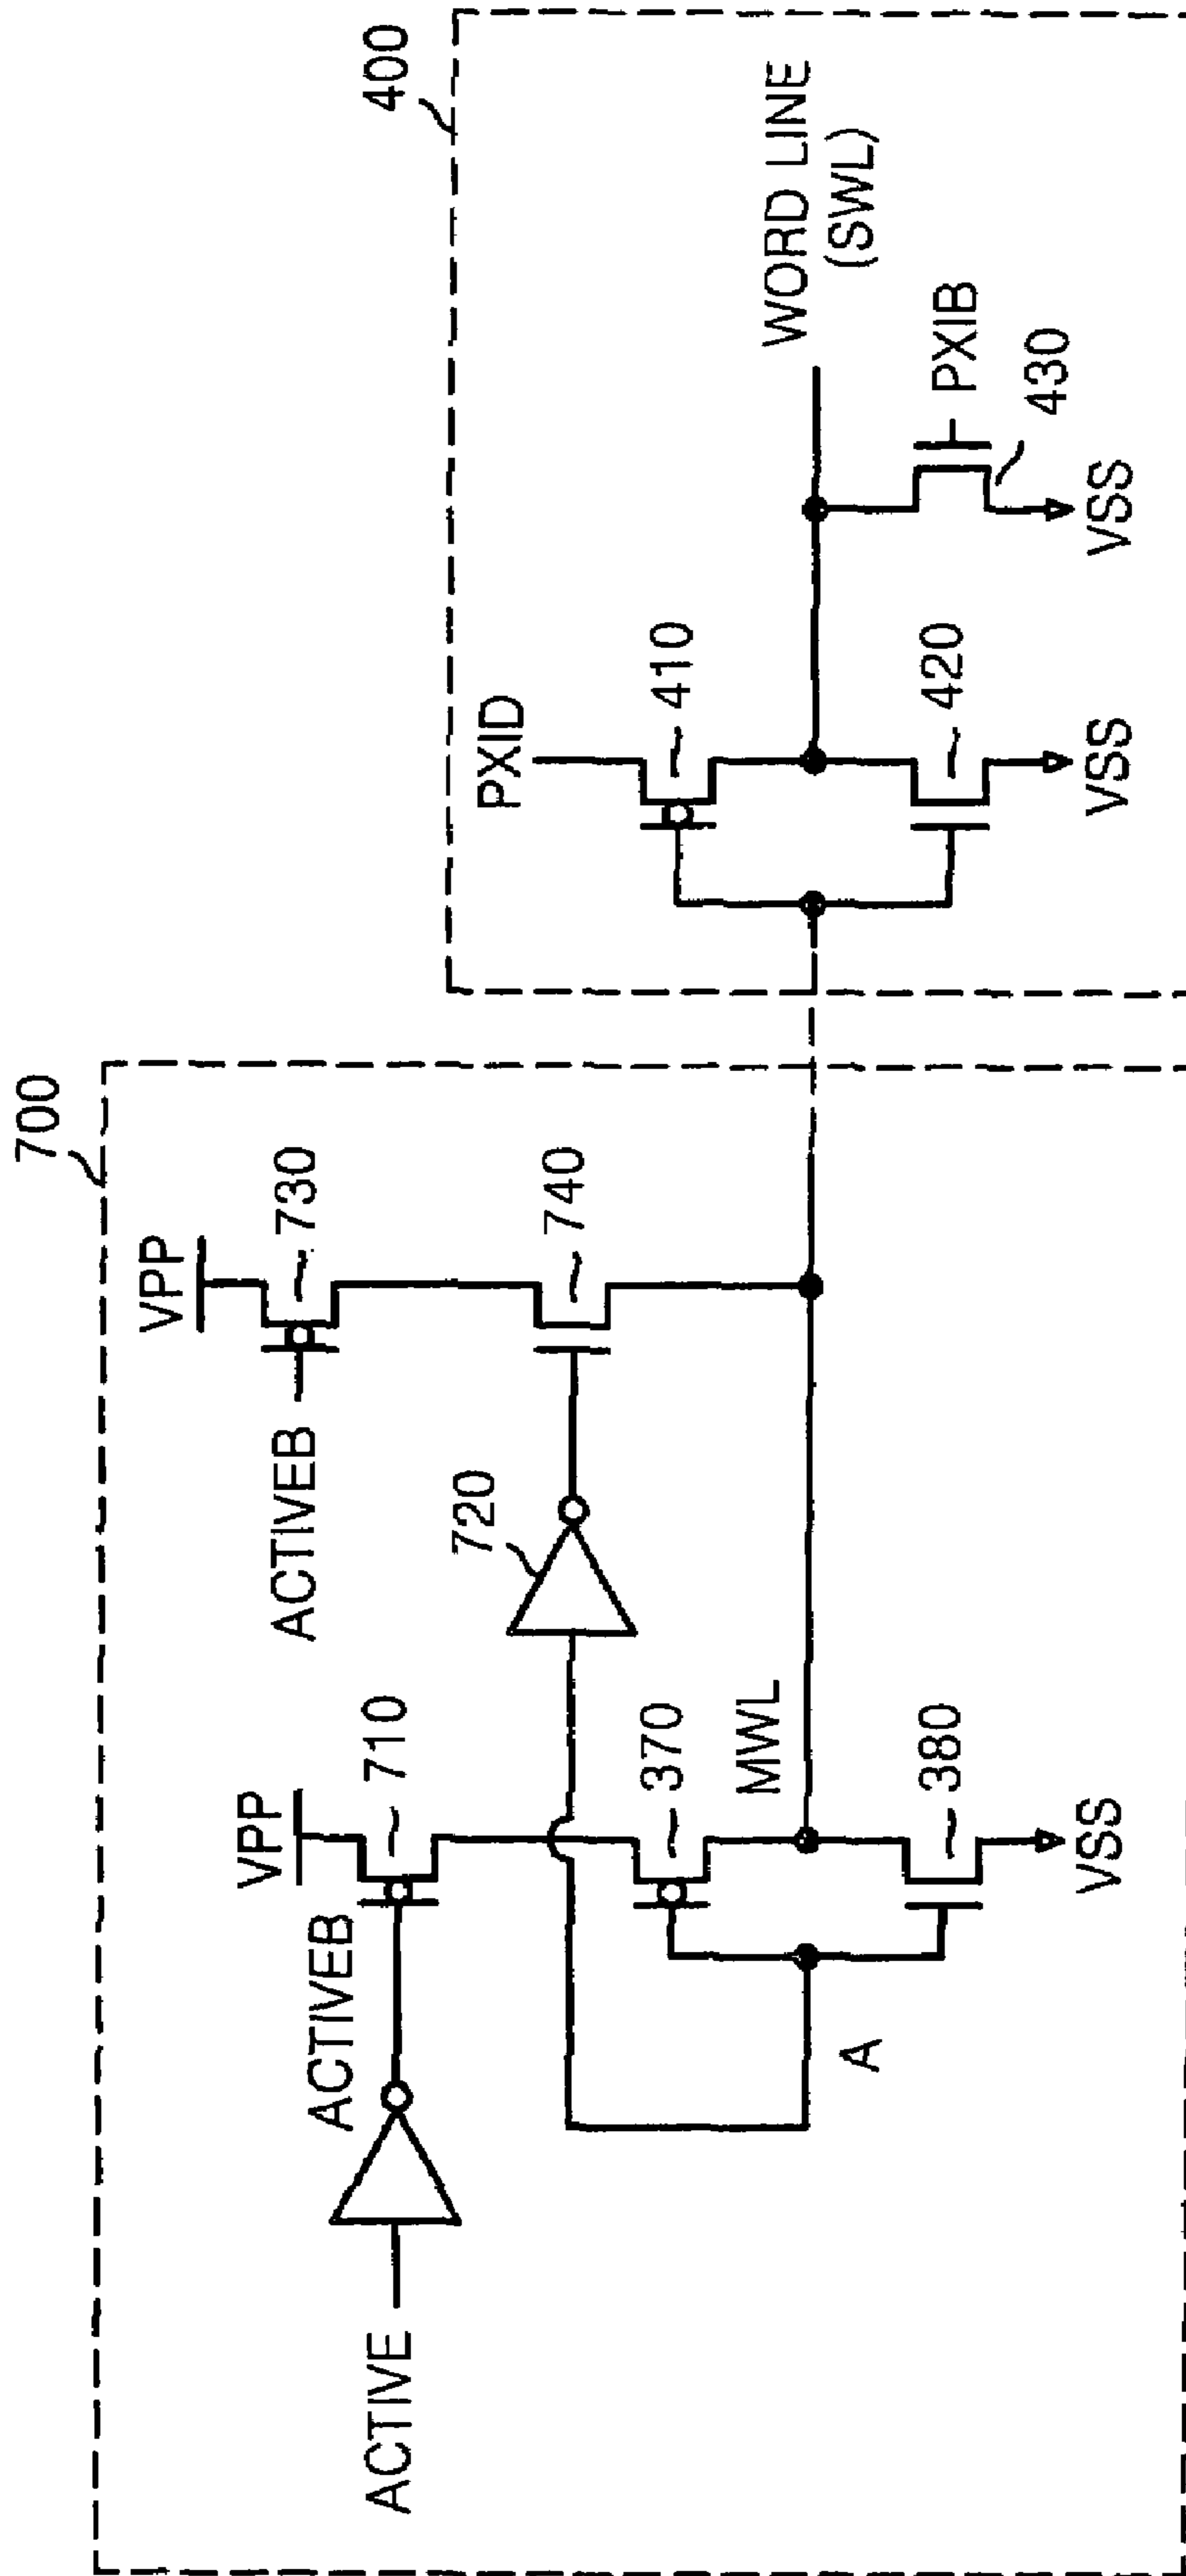 700
400
VPP
ACTIVEB
730
VPP
ACTIVEB
710
720
740
ACTIVE
370
MWL
A
380
VSS
PXID
410
WORD LINE
(SWL)
420
PXIB
430
VSS
VSS